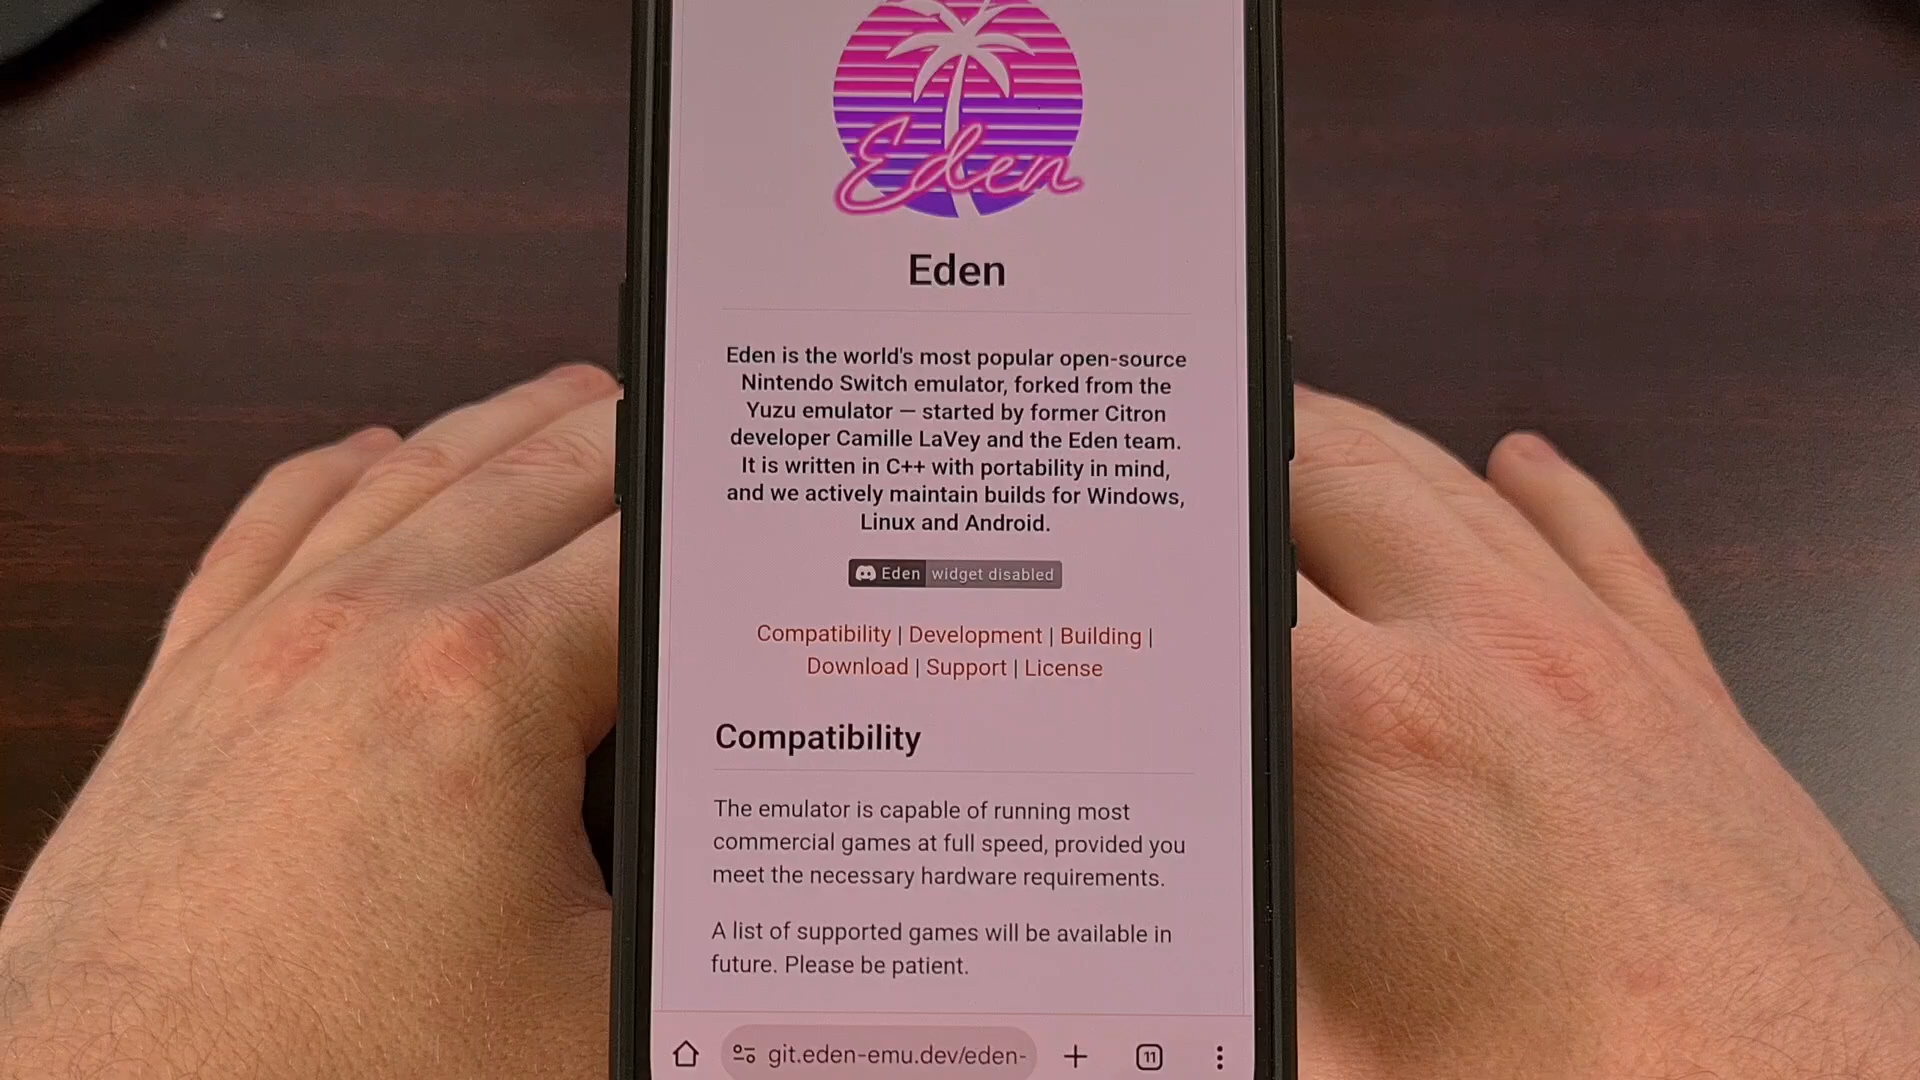 Eden
Eden
Eden is the world's most popular open-source
Nintendo Switch emulator, forked from the
Yuzu emulator — started by former Citron
developer Camille LaVey and the Eden team.
It is written in C++ with portability in mind,
and we actively maintain builds for Windows,
Linux and Android.
Eden widget disabled
Compatibility | Development | Building |
Download | Support | License
Compatibility
The emulator is capable of running most
commercial games at full speed, provided you
meet the necessary hardware requirements.
A list of supported games will be available in
future. Please be patient.
git.eden-emu.dev/eden- 11